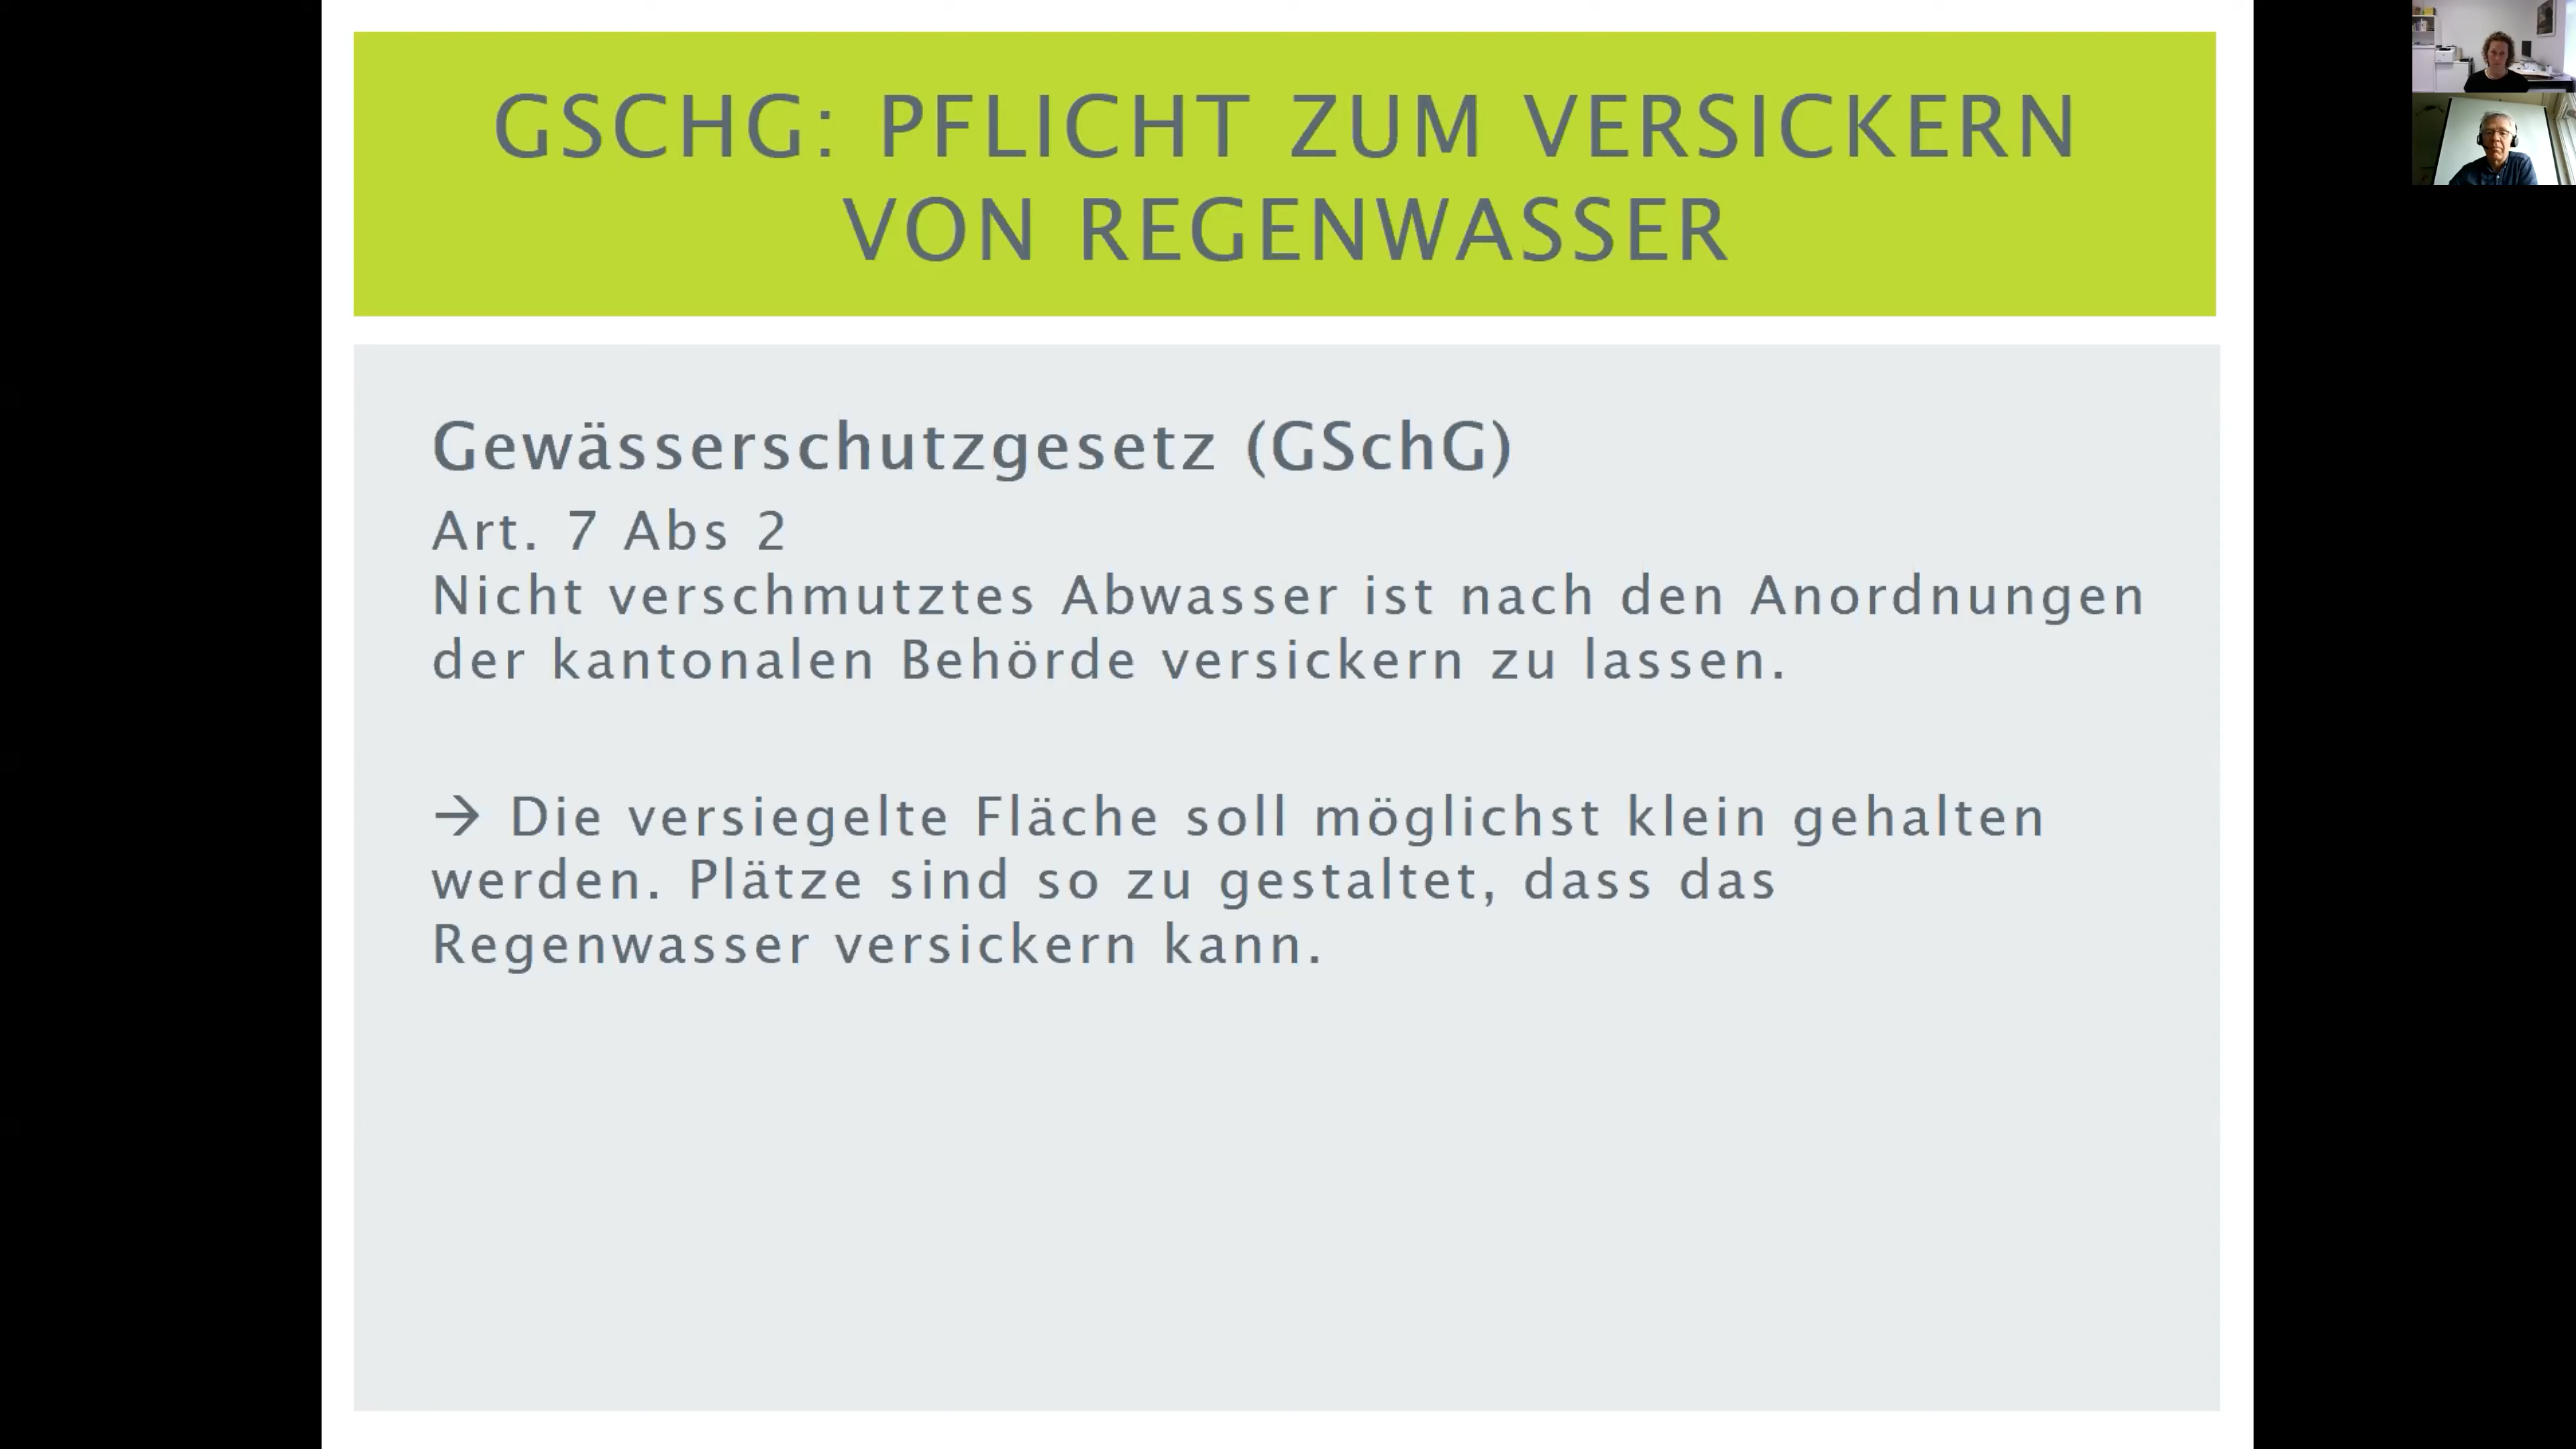 GSCHG: PFLICHT ZUM VERSICKERN
VON REGENWASSER
Gewässerschutzgesetz (GSchG)
Art. 7 Abs 2
Nicht verschmutztes Abwasser ist nach den Anordnungen
der kantonalen Behörde versickern zu lassen.
→ Die versiegelte Fläche soll möglichst klein gehalten
werden. Plätze sind so zu gestaltet, dass das
Regenwasser versickern kann.